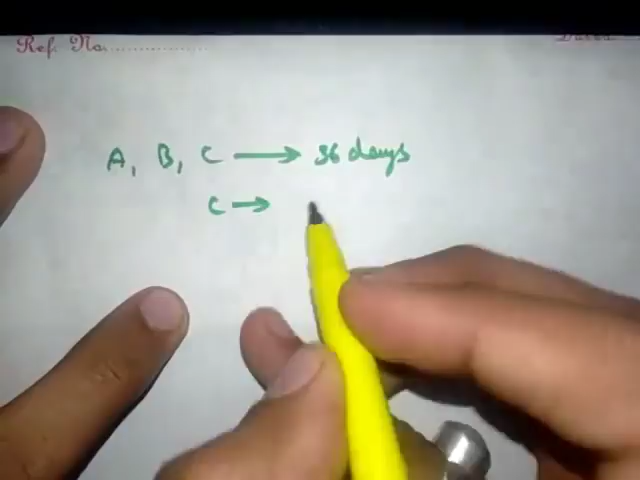 Ref. No...................
A, B, C → 36 days
C →